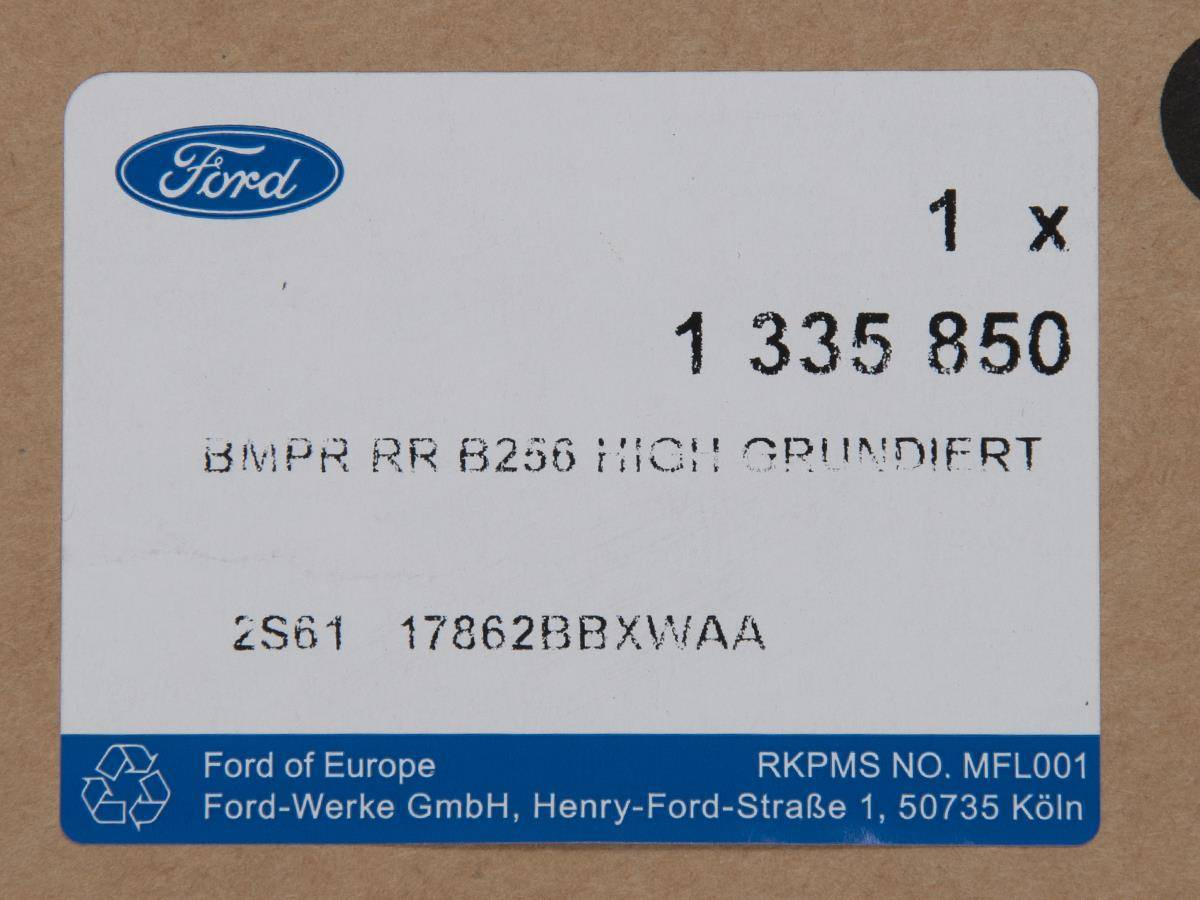 Ford
1 x
1 335 850
BMPR RR B256 HIGH GRUNDIERT
2S61 17862BBXWAA
Ford of Europe RKPMS NO. MFL001
Ford-Werke GmbH, Henry-Ford-Straße 1, 50735 Köln